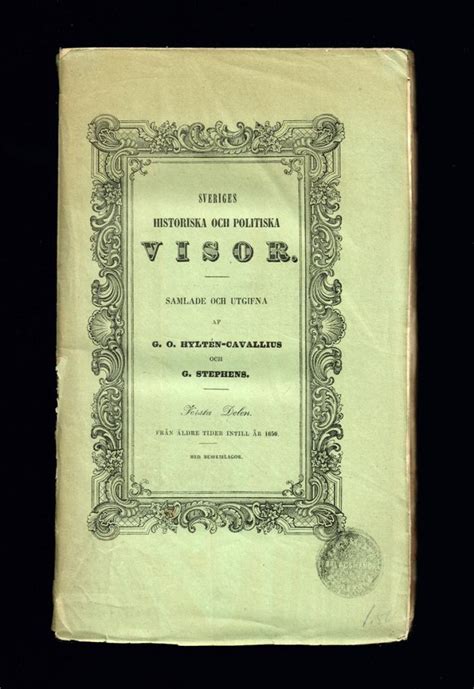 SVERIGES
HISTORISKA OCH POLITISKA
VISOR.
SAMLADE OCH UTGIFNA
AF
G. O. HYLTÉN-CAVALLIUS
OCH
G. STEPHENS.
Första Delen.
FRÅN ÄLDRE TIDER INTILL ÅR 1650
MED